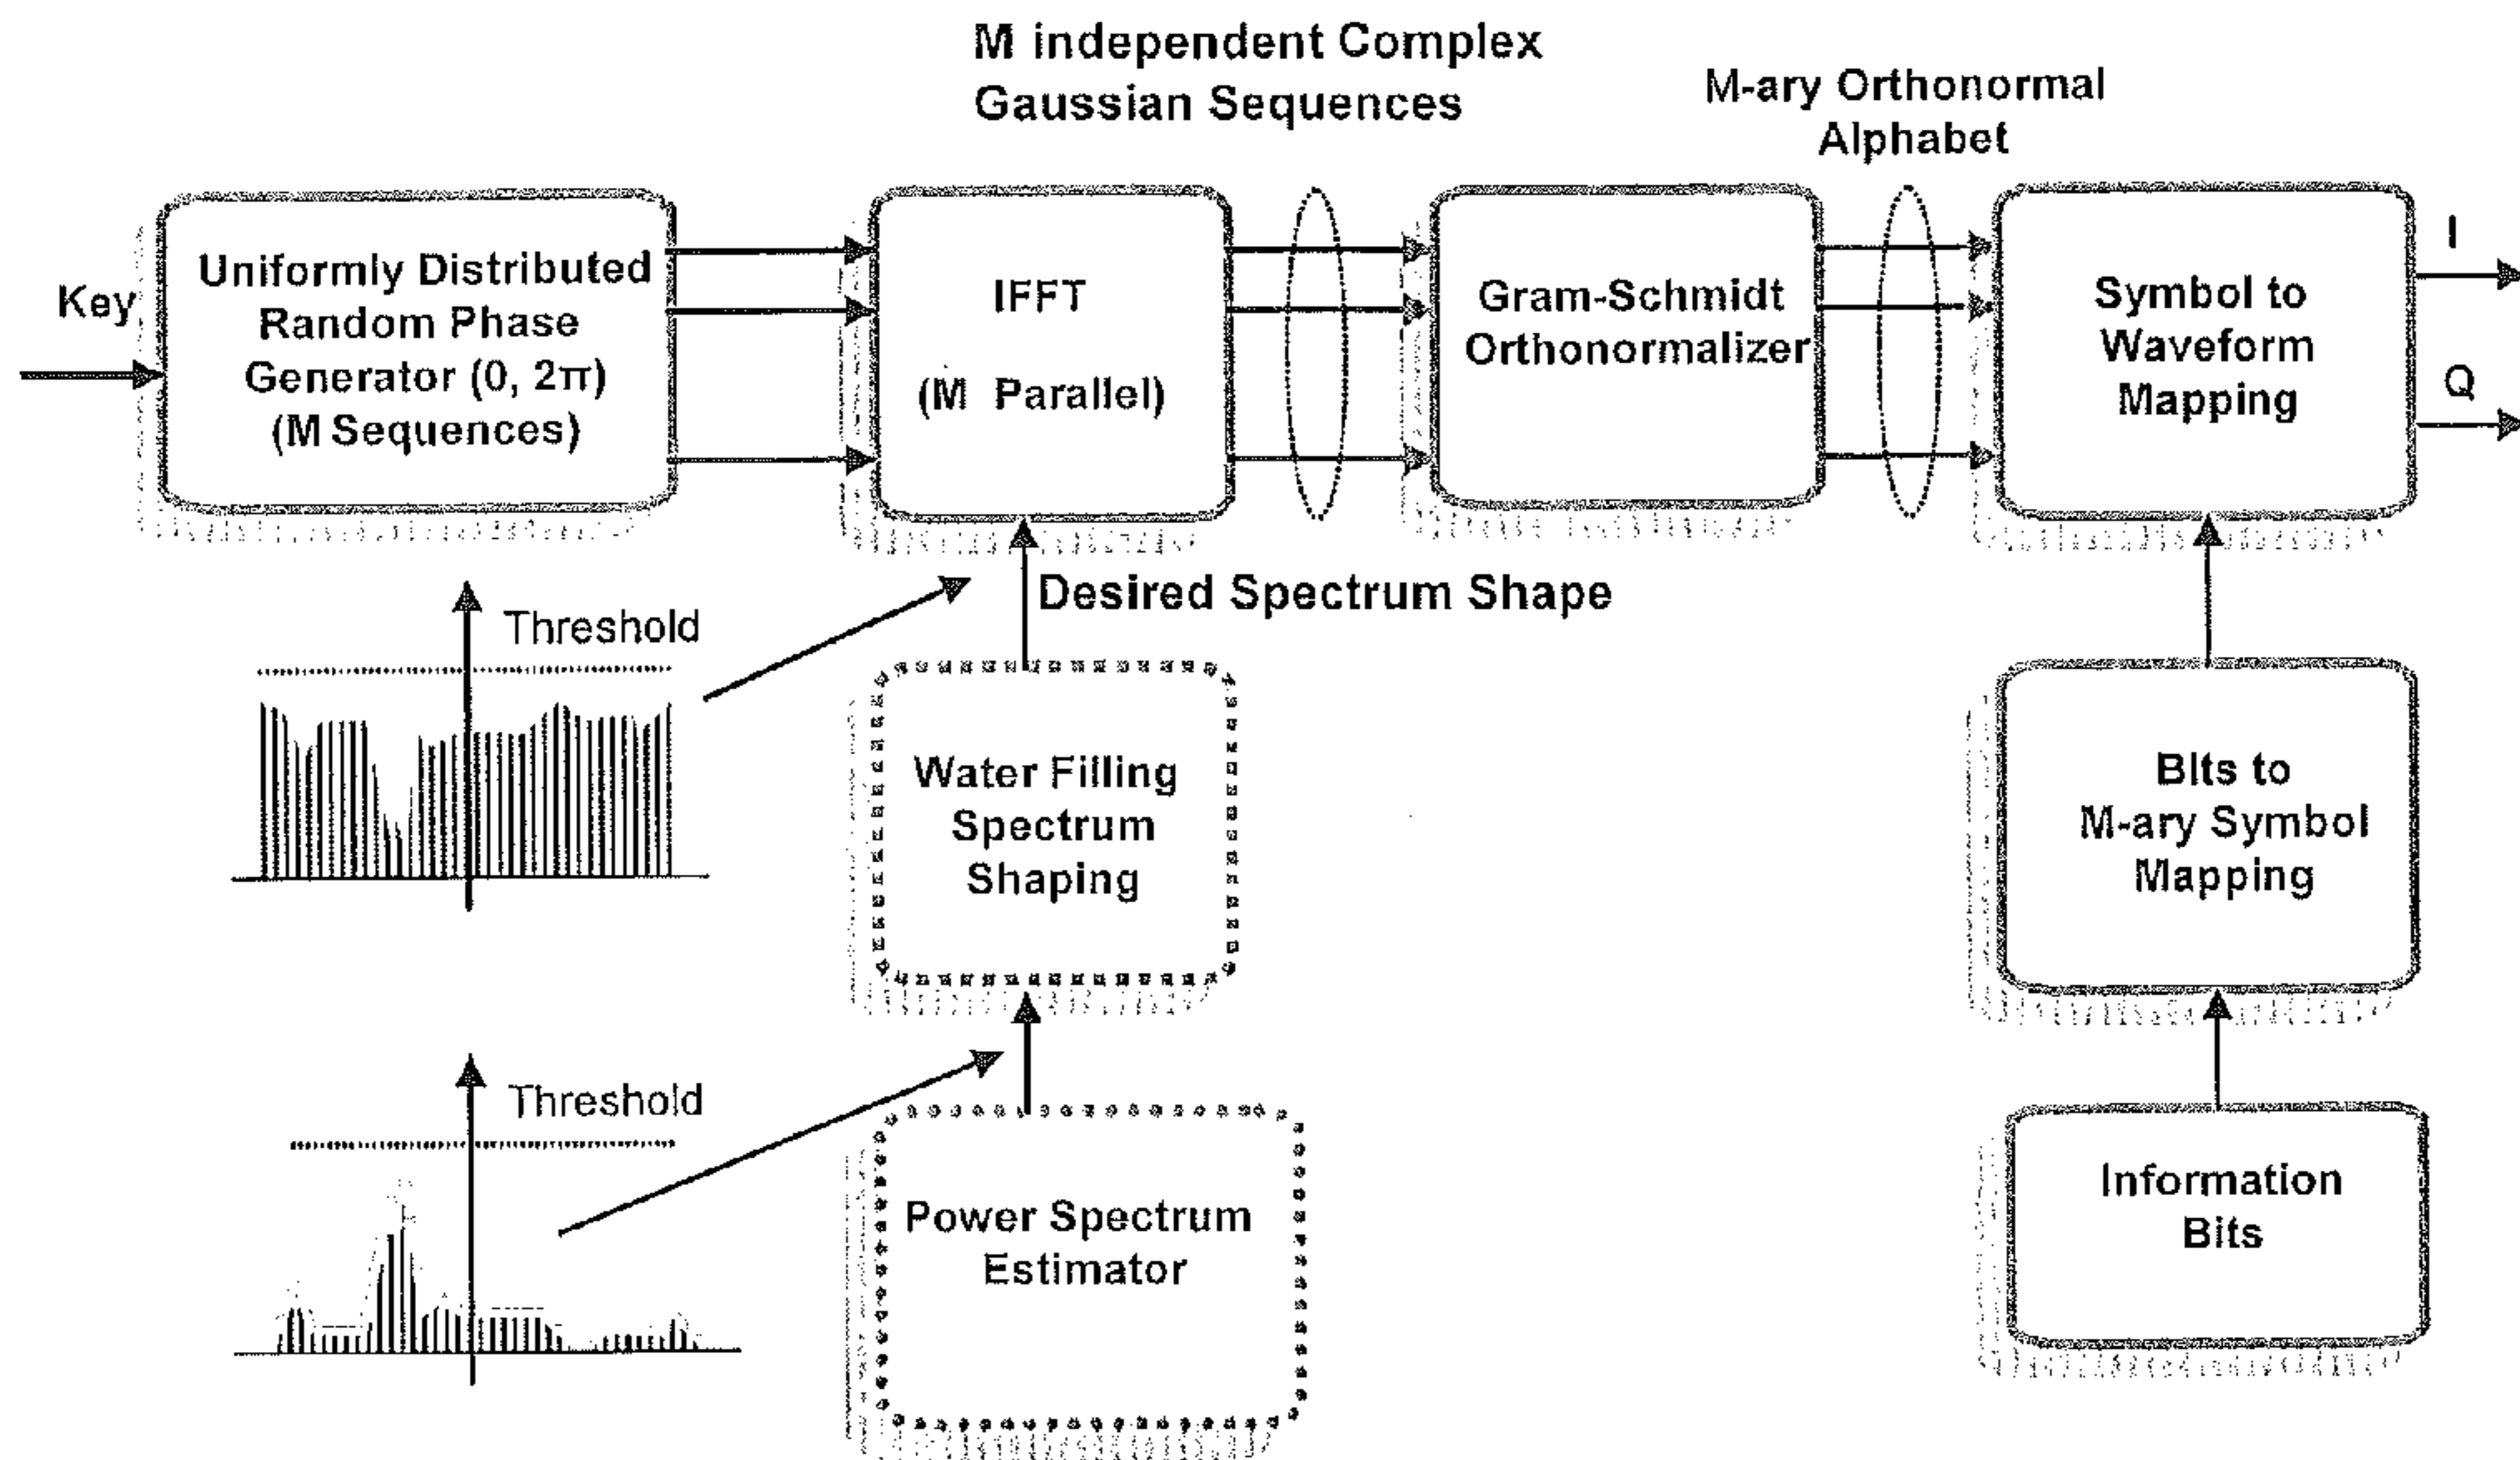 M independent Complex
Gaussian Sequences
M-ary Orthonormal
Alphabet
Key
Uniformly Distributed
Random Phase
Generator (0, 2π)
(M Sequences)
IFFT
(M Parallel)
Gram-Schmidt
Orthonormalizer
Symbol to
Waveform
Mapping
I
Q
Threshold
Desired Spectrum Shape
Water Filling
Spectrum
Shaping
BIts to
M-ary Symbol
Mapping
Threshold
Power Spectrum
Estimator
Information
Bits